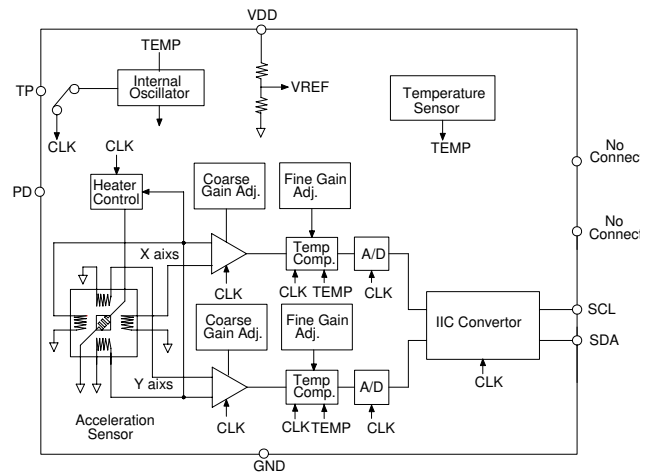 VDD
TEMP
Internal
Oscillator
TP
CLK
VREF
Temperature
Sensor
TEMP
No
Connec
CLK
Heater
Control
PD
Coarse
Gain Adj.
Fine Gain
Adj.
No
Connect
X aixs
Temp
Comp.
A/D
CLK
CLK TEMP
CLK
Coarse
Gain Adj.
Fine Gain
Adj.
IIC Convertor
SCL
SDA
Y aixs
Temp
Comp.
A/D
CLK
CLK
CLKTEMP
CLK
Acceleration
Sensor
GND